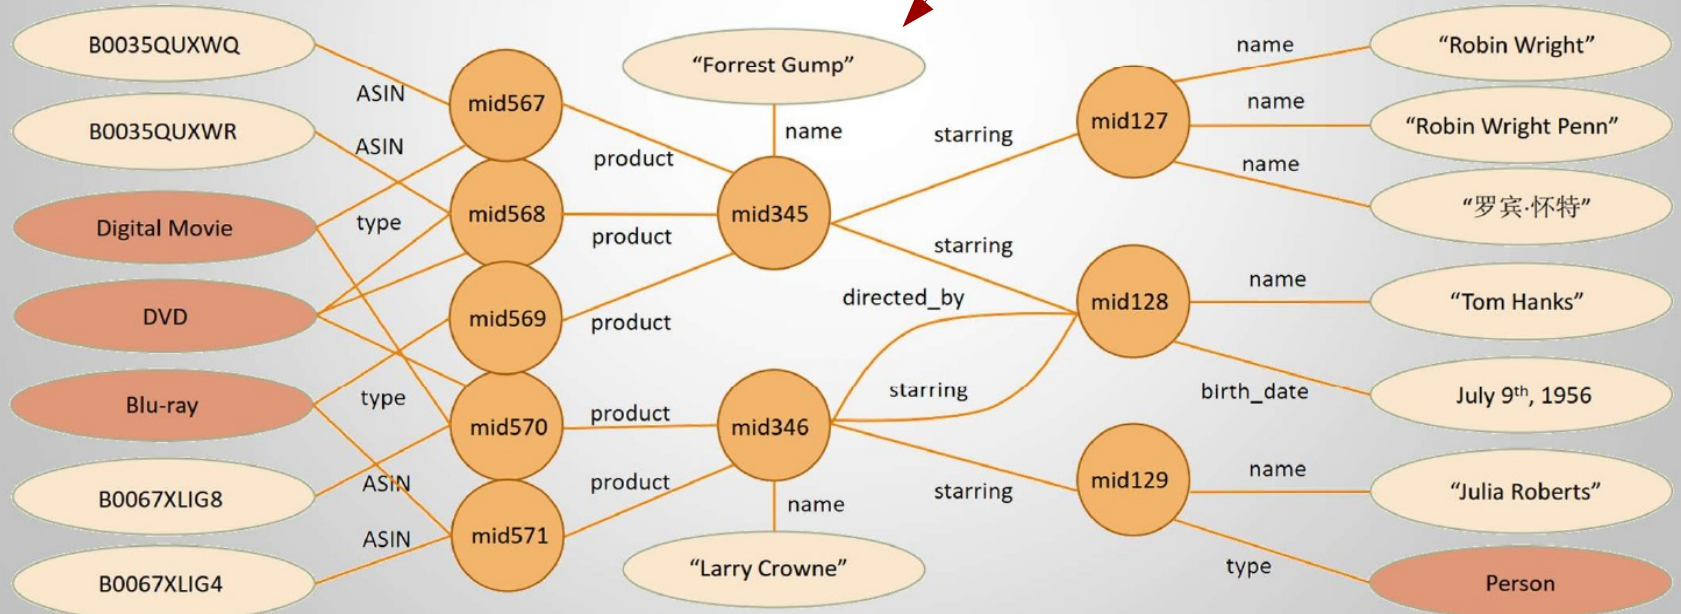 B0035QUXWQ
B0035QUXWR
Digital Movie
DVD
Blu-ray
B0067XLIG8
B0067XLIG4
ASIN
ASIN
type
type
ASIN
ASIN
mid567
mid568
mid569
mid570
mid571
product
product
product
product
product
“Forrest Gump”
name
mid345
mid346
name
“Larry Crowne”
starring
starring
directed_by
starring
starring
mid127
mid128
mid129
name
name
name
name
birth_date
name
type
“Robin Wright”
“Robin Wright Penn”
“罗宾·怀特”
“Tom Hanks”
July 9th, 1956
“Julia Roberts”
Person